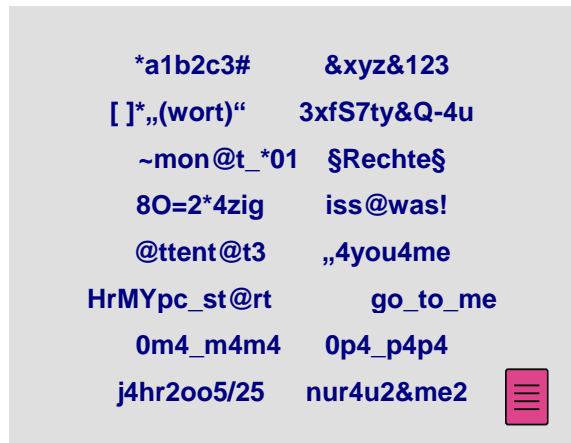 *a1b2c3# &xyz&123
[ ]*„(wort)“ 3xfS7ty&Q-4u
~mon@t_*01 §Rechte§
8O=2*4zig iss@was!
@ttent@t3 „4you4me
HrMYpc_st@rt go_to_me
0m4_m4m4 0p4_p4p4
j4hr2oo5/25 nur4u2&me2